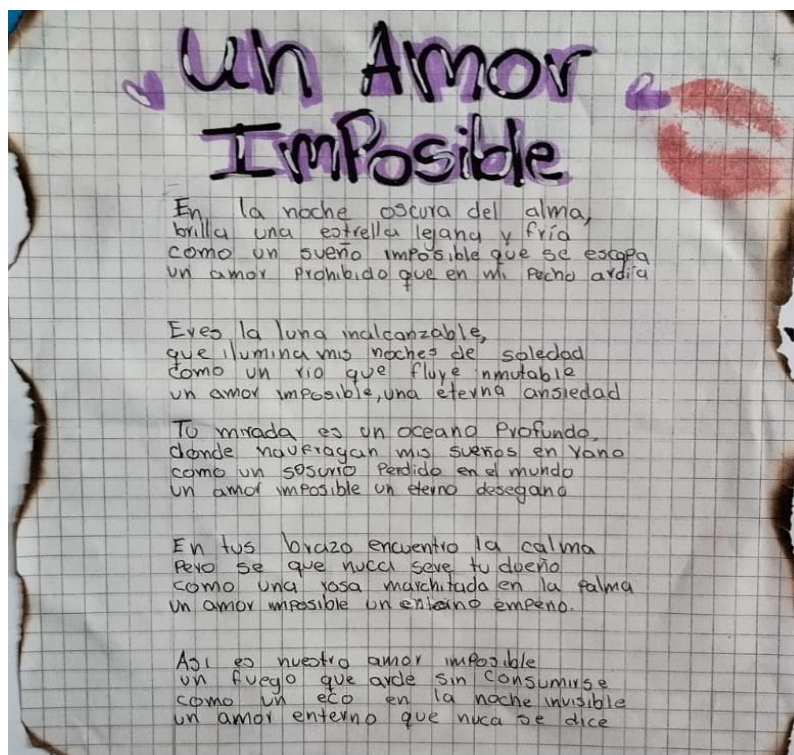 Un Amor
Imposible
En la noche oscura del alma,
brilla una estrella lejana y fría
como un sueño imposible que se escapa
un amor Prohibido que en mi Pecho ardia
Eres la luna inalcanzable,
que ilumina mis noches de soledad
como un rio que fluye inmutable
un amor imposible, una eterna ansiedad
Tu mirada es un oceano Profundo,
donde naufragan mis sueños en vano
como un sosurro Perdido en el mundo
un amor imposible un eterno desegano
En tus brazo encuentro la calma
Pero se que nuca sere tu dueño
como una rosa marchitada en la Palma
un amor imposible un empeno.
Asi es nuestro amor imposible
un fuego que arde sin consumirse
como un eco en la noche invisible
un amor enterno que nuca se dice